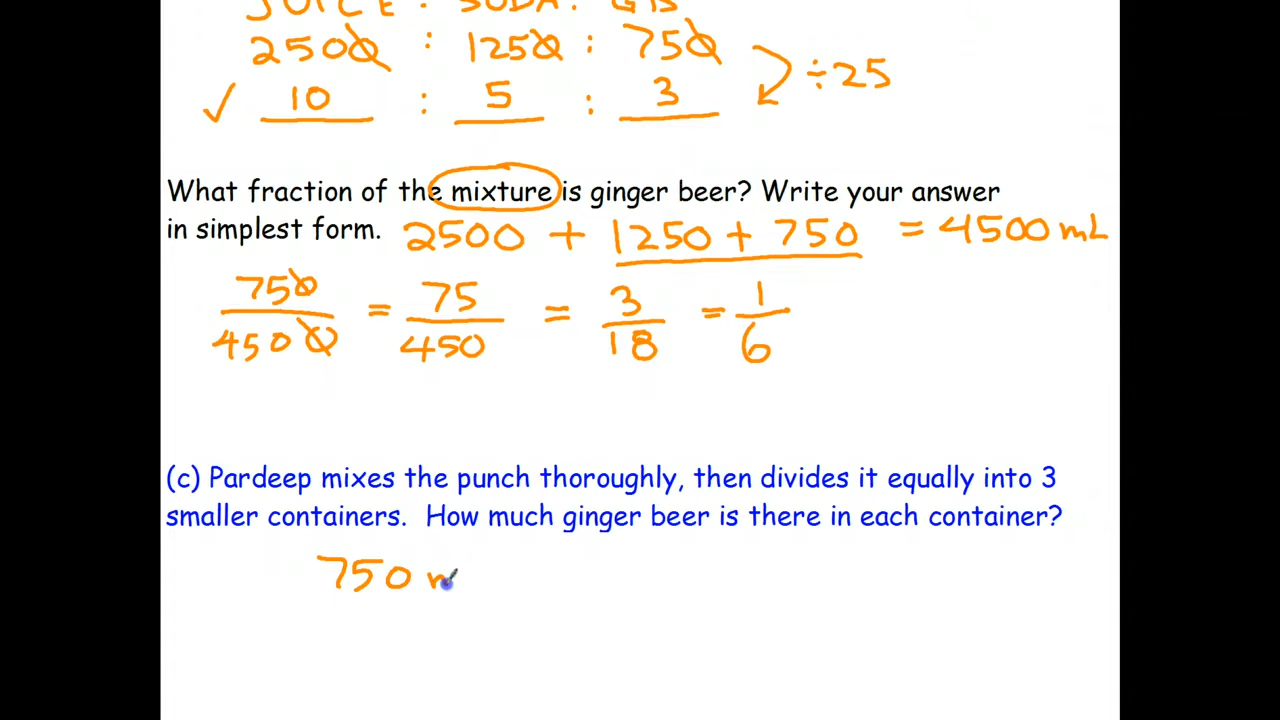 JUICE : SODA : GB
2500 : 1250 : 750
÷25
✓ 10 : 5 : 3
What fraction of the mixture is ginger beer? Write your answer
in simplest form. 2500 + 1250 + 750 = 4500 mL
750/4500 = 75/450 = 3/18 = 1/6
(c) Pardeep mixes the punch thoroughly, then divides it equally into 3
smaller containers. How much ginger beer is there in each container?
750